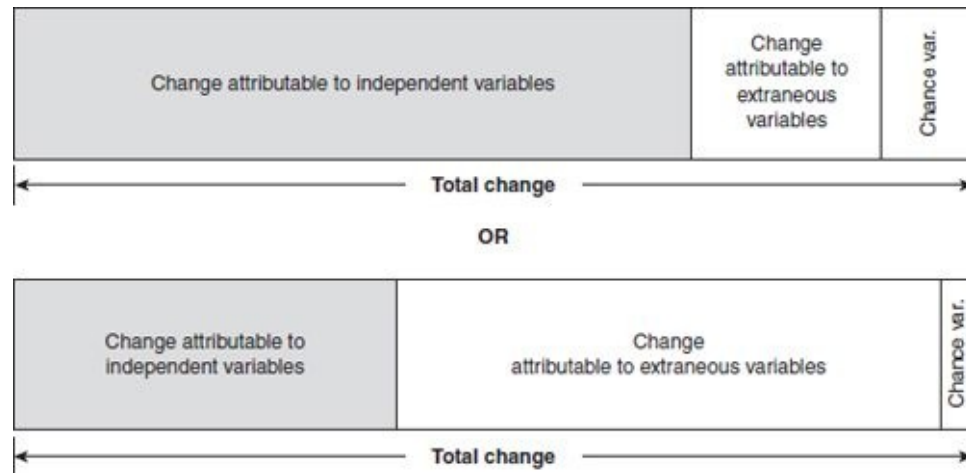 Change attributable to independent variables
Change
attributable to
extraneous
variables
Chance var.
Total change
OR
Change attributable to
independent variables
Change
attributable to extraneous variables
Chance var.
Total change